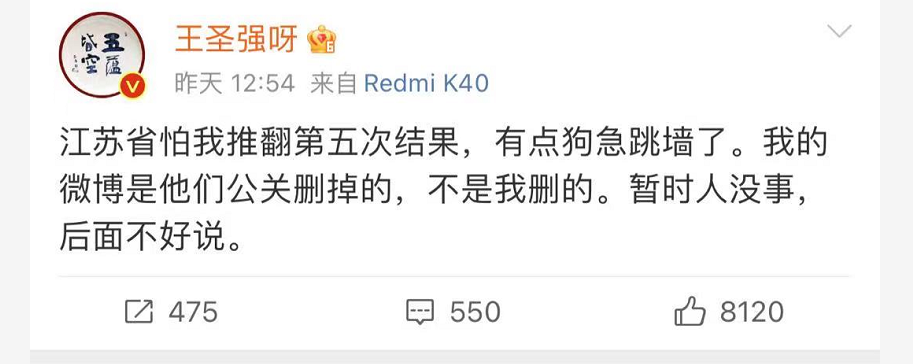 五蘊
皆空
王圣强呀
昨天 12:54 来自 Redmi K40
江苏省怕我推翻第五次结果，有点狗急跳墙了。我的
微博是他们公关删掉的，不是我删的。暂时人没事，
后面不好说。
475 550 8120